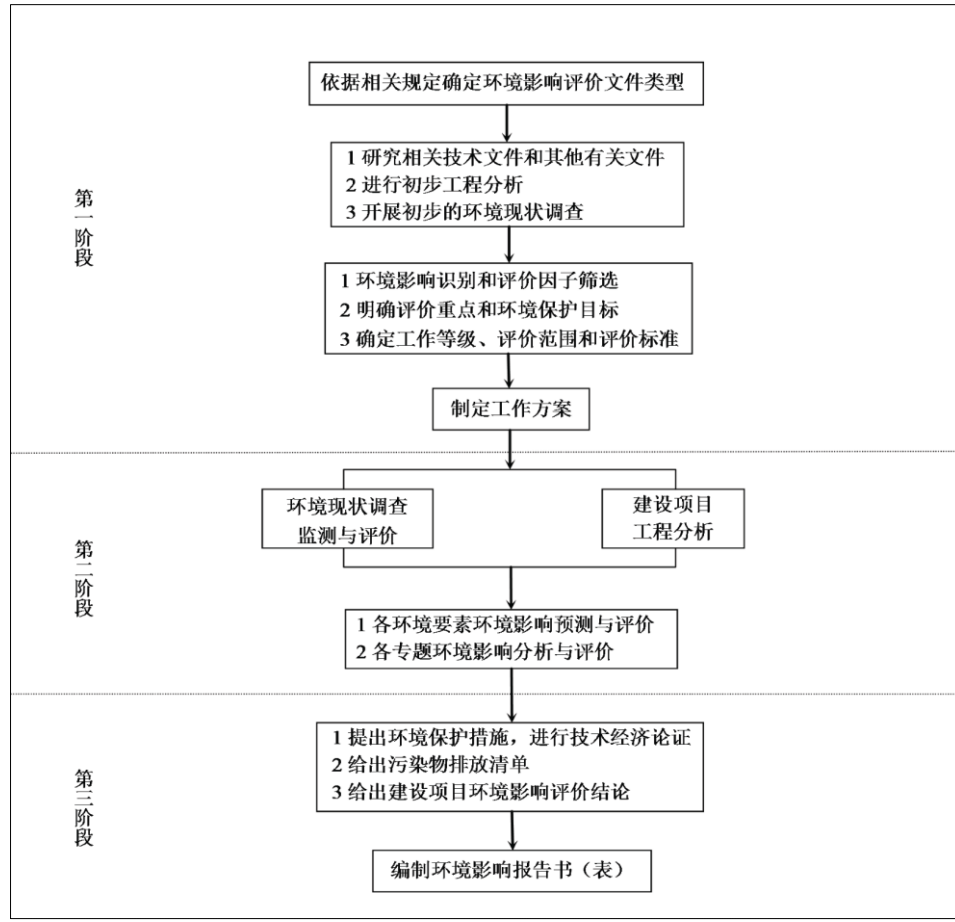 依据相关规定确定环境影响评价文件类型
1 研究相关技术文件和其他有关文件
2 进行初步工程分析
3 开展初步的环境现状调查
第一阶段
1 环境影响识别和评价因子筛选
2 明确评价重点和环境保护目标
3 确定工作等级、评价范围和评价标准
制定工作方案
环境现状调查
监测与评价
建设项目
工程分析
第二阶段
1 各环境要素环境影响预测与评价
2 各专题环境影响分析与评价
1 提出环境保护措施，进行技术经济论证
2 给出污染物排放清单
3 给出建设项目环境影响评价结论
第三阶段
编制环境影响报告书（表）